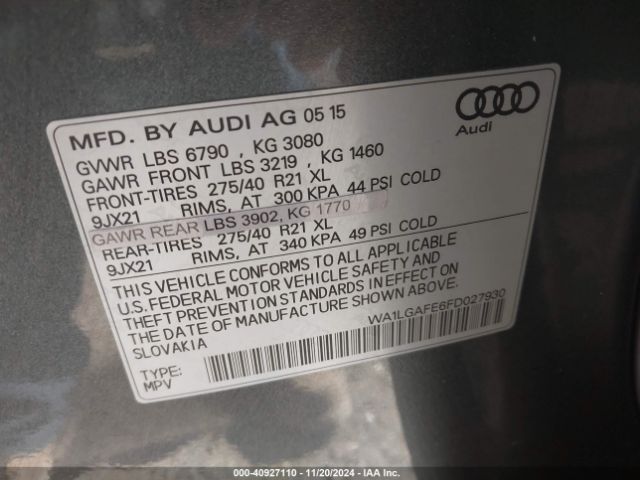 MFD. BY AUDI AG 05 15
GVWR LBS 6790 , KG 3080
GAWR FRONT LBS 3219 , KG 1460
FRONT-TIRES 275/40 R21 XL
9JX21 RIMS, AT 300 KPA 44 PSI COLD
GAWR REAR LBS 3902, KG 1770
REAR-TIRES 275/40 R21 XL
9JX21 RIMS, AT 340 KPA 49 PSI COLD
THIS VEHICLE CONFORMS TO ALL APPLICABLE
U.S. FEDERAL MOTOR VEHICLE SAFETY AND
THEFT PREVENTION STANDARDS IN EFFECT ON
THE DATE OF MANUFACTURE SHOWN ABOVE.
SLOVAKIA
WA1LGAFE6FD027930
TYPE:
MPV
Audi
000-40927110 - 11/20/2024 - IAA Inc.